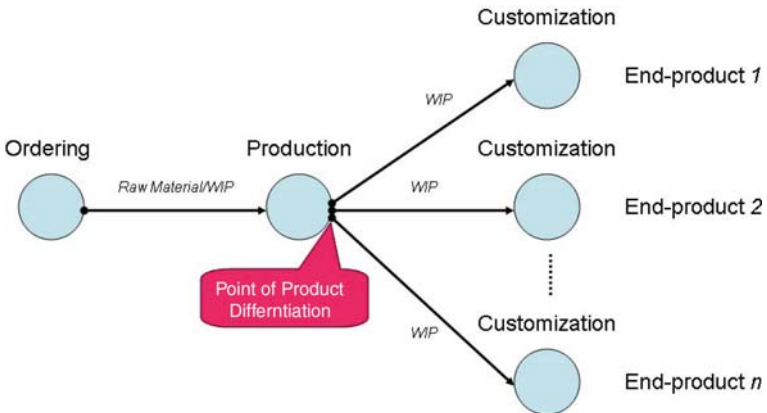 Customization
End-product 1
WIP
Ordering
Production
Customization
Raw Material/WIP
WIP
End-product 2
Point of Product
Differntiation
Customization
WIP
End-product n